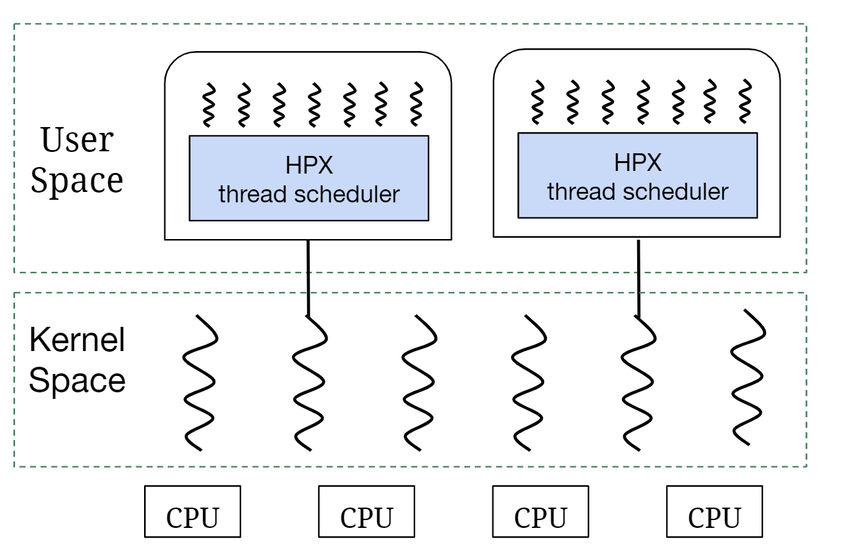 User
Space
HPX
thread scheduler
HPX
thread scheduler
Kernel
Space
CPU
CPU
CPU
CPU